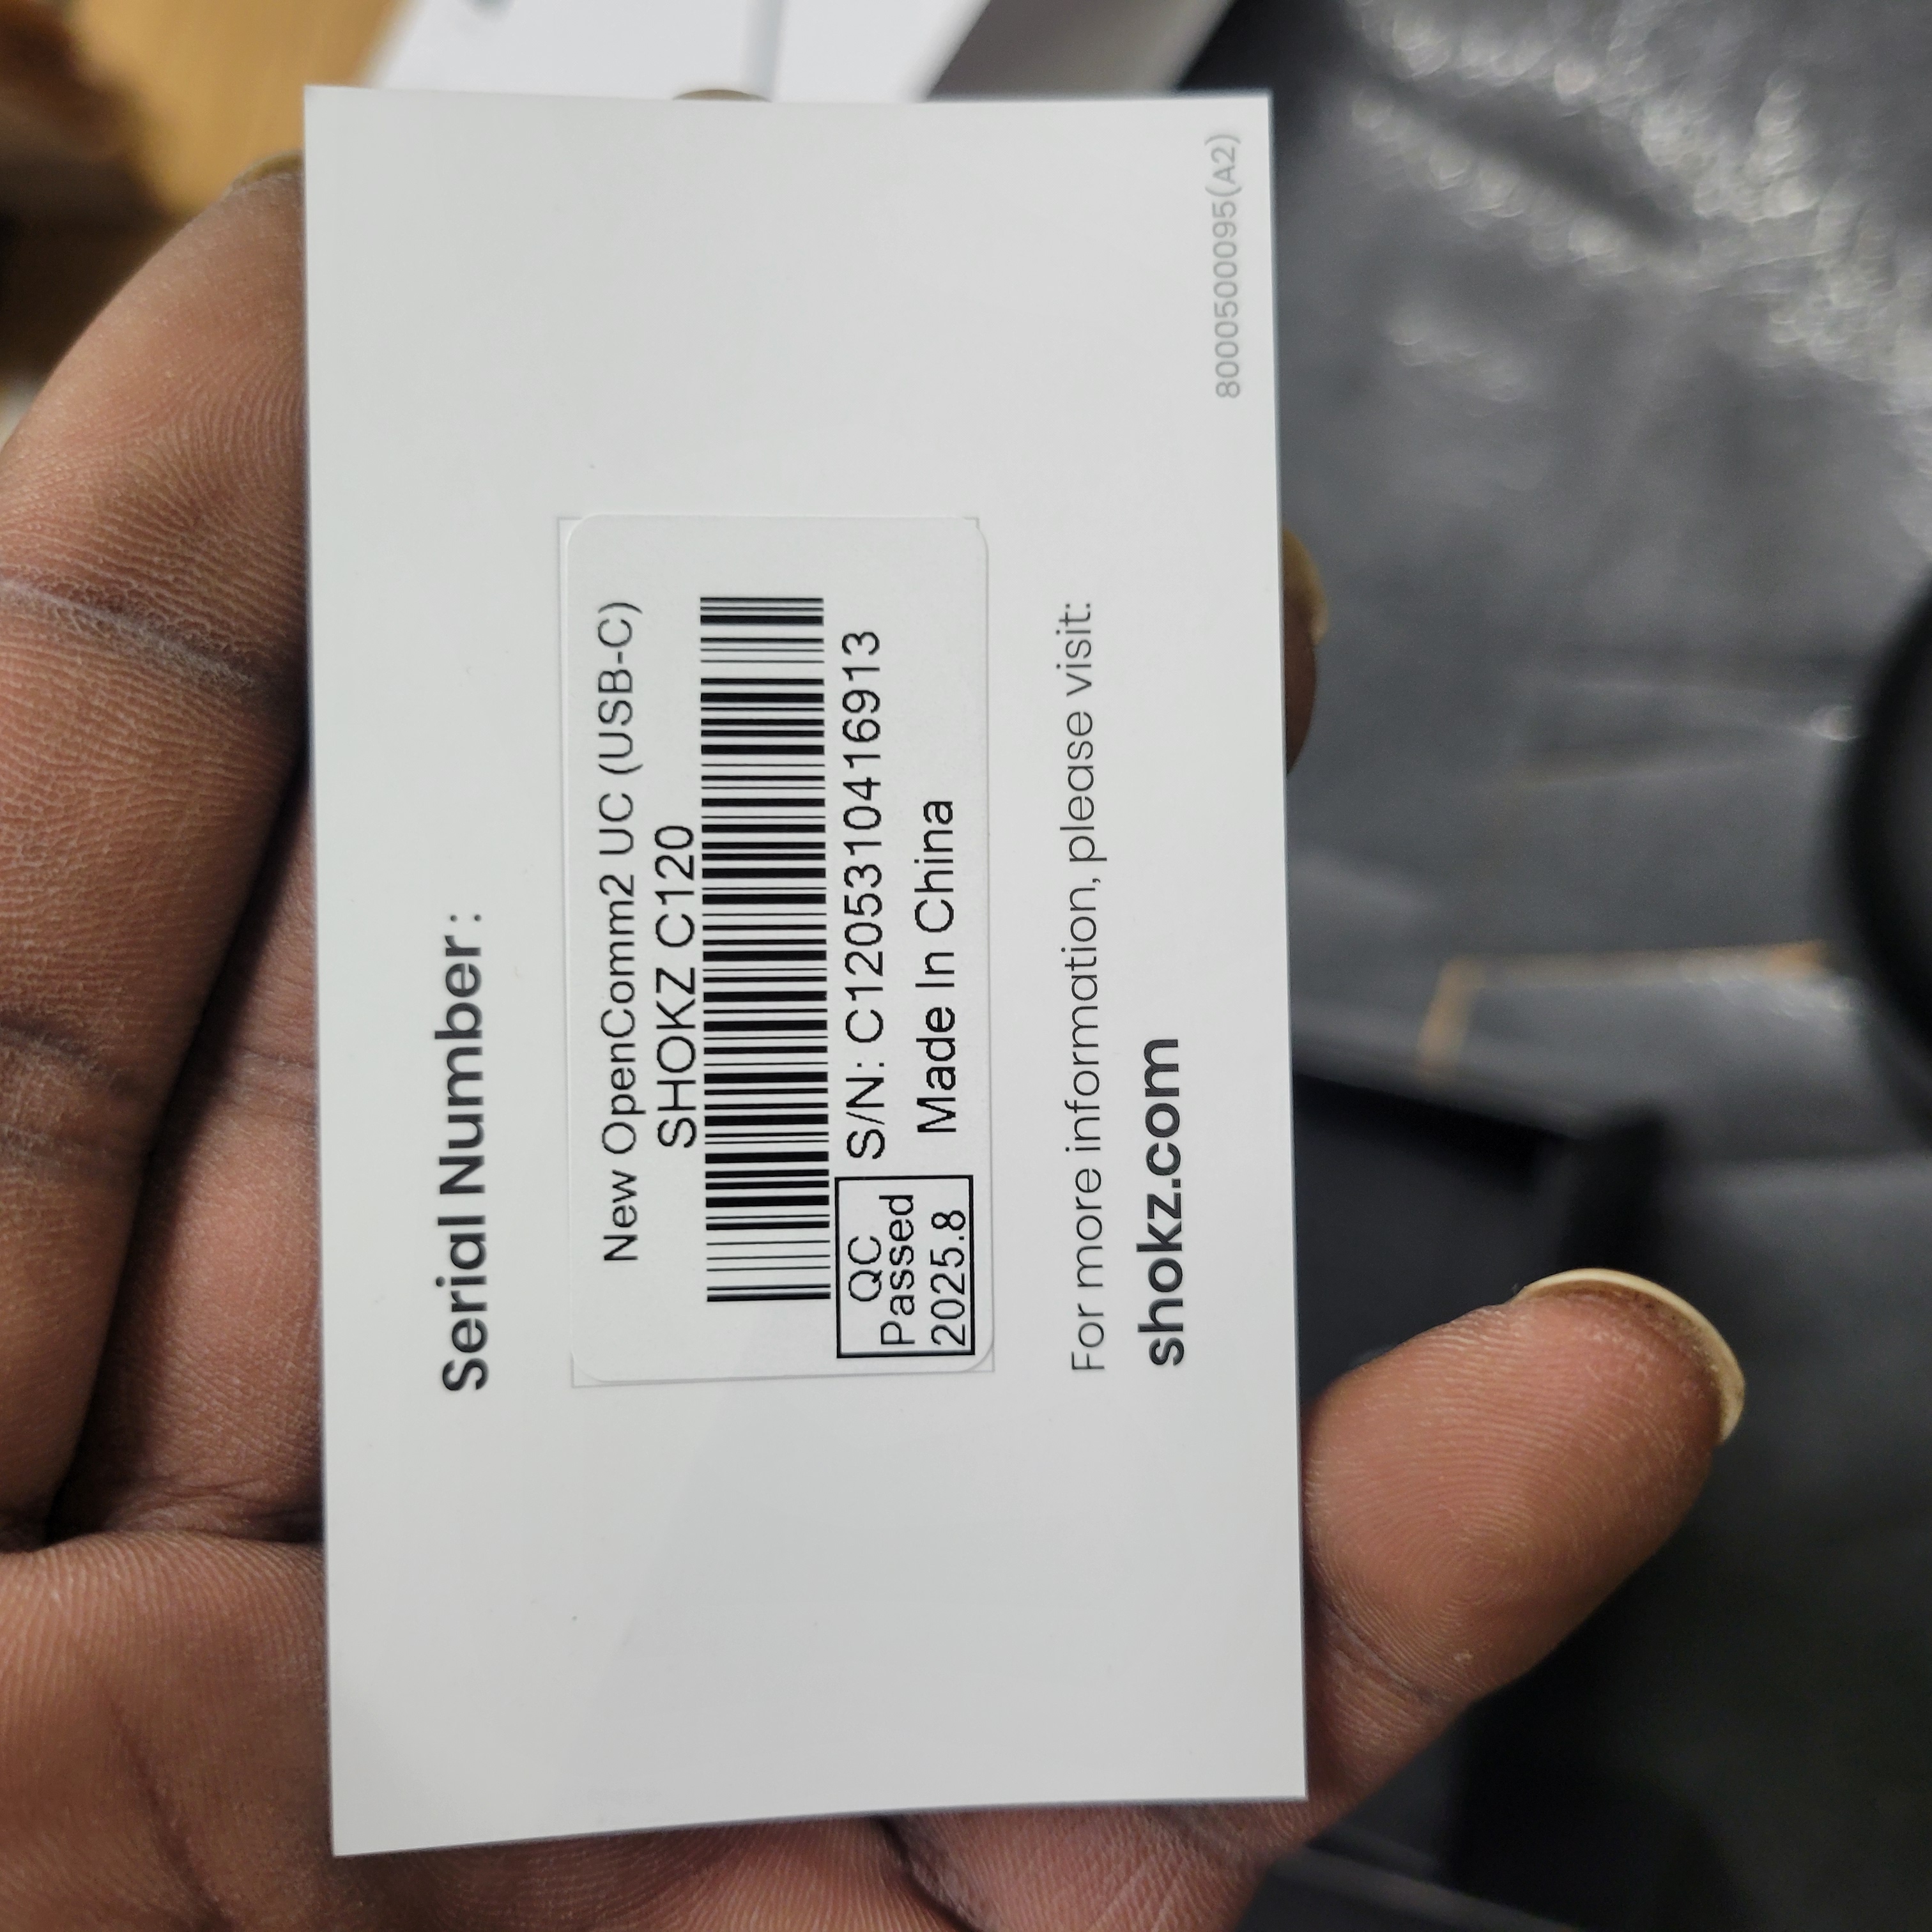 Serial Number:
New OpenComm2 UC (USB-C)
SHOKZ C120
S/N: C1205310416913
Made In China
QC
Passed
2025.8
For more information, please visit:
shokz.com
8000500095(A2)